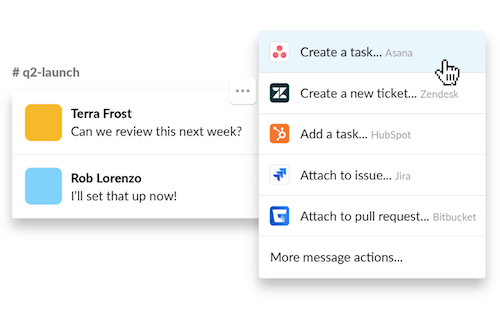 # q2-launch
Terra Frost
Can we review this next week?
Rob Lorenzo
I'll set that up now!
Create a task... Asana
Create a new ticket... Zendesk
Add a task... HubSpot
Attach to issue... Jira
Attach to pull request... Bitbucket
More message actions...